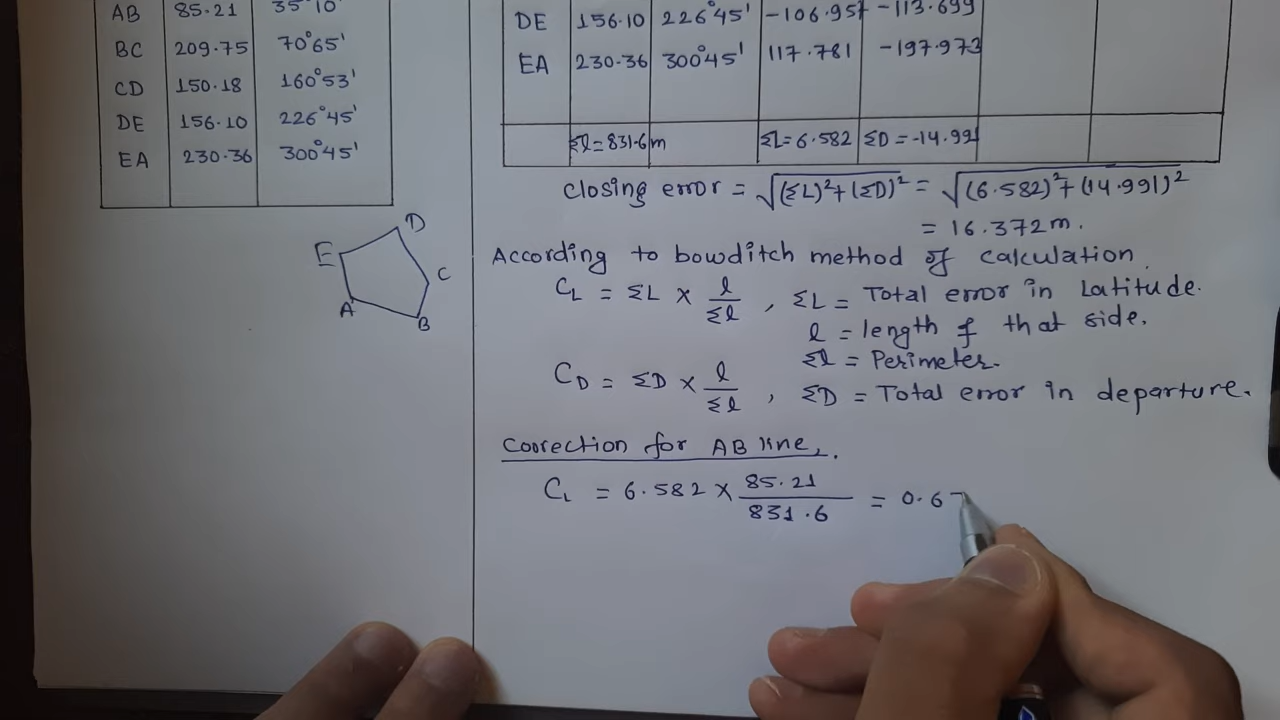 AB 85.21 35°10'
BC 209.75 70°65'
CD 150.18 160°53'
DE 156.10 226°45'
EA 230.36 300°45'
E D C A B
DE 156.10 226°45' -106.957 -113.699
EA 230.36 300°45' 117.781 -197.973
Σl = 831.6m ΣL = 6.582 ΣD = -14.991
Closing error = √(ΣL)²+(ΣD)² = √(6.582)²+(14.991)²
= 16.372m.
According to bowditch method of calculation
CL = ΣL × l/Σl , ΣL = Total error in Latitude.
l = length of that side.
Σl = Perimeter.
CD = ΣD × l/Σl , ΣD = Total error in departure.
Coorection for AB line,.
CL = 6.582 × 85.21/831.6 = 0.67